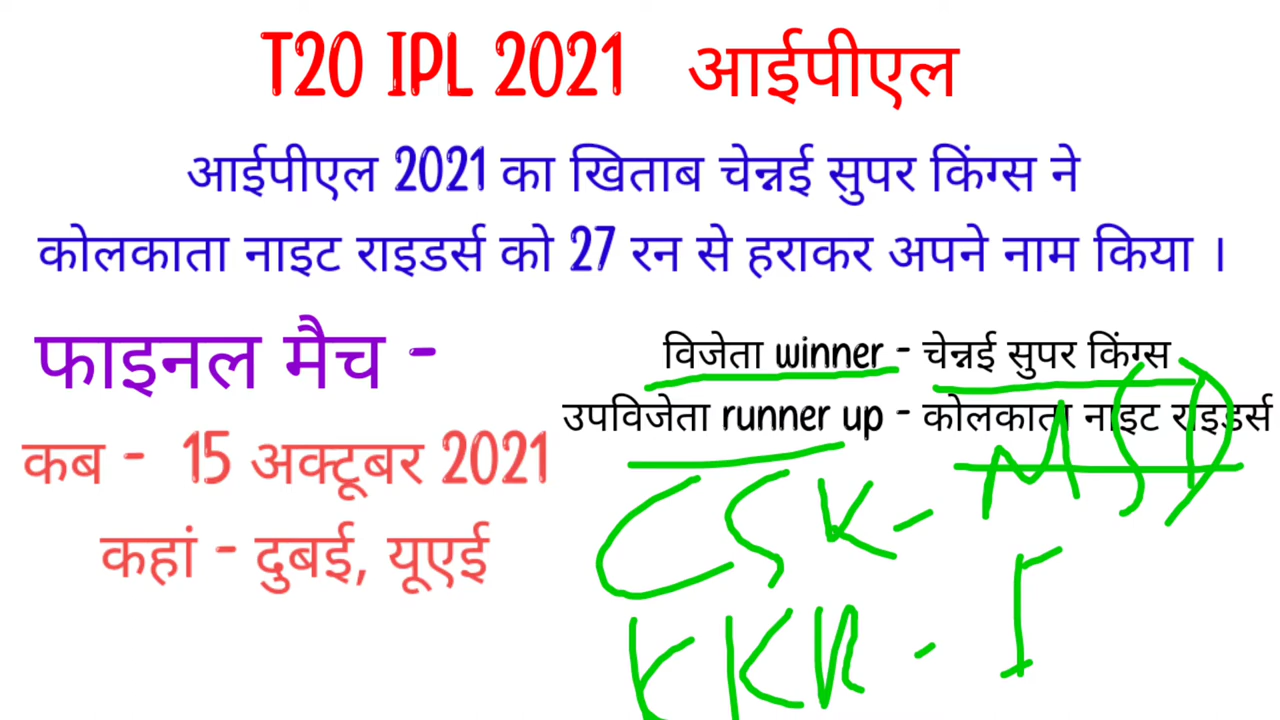 T20 IPL 2021 आईपीएल
आईपीएल 2021 का खिताब चेन्नई सुपर किंग्स ने
कोलकाता नाइट राइडर्स को 27 रन से हराकर अपने नाम किया ।
फाइनल मैच -
कब - 15 अक्टूबर 2021
कहां - दुबई, यूएई
विजेता winner - चेन्नई सुपर किंग्स
उपविजेता runner up - कोलकाता नाइट राइडर्स
CSK - MSD
KKR -